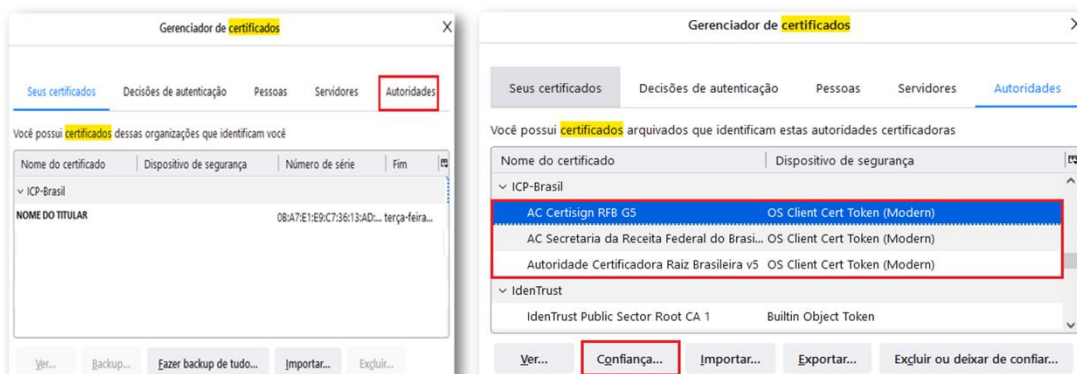 Gerenciador de certificados
X
Seus certificados Decisões de autenticação Pessoas Servidores Autoridades
Você possui certificados dessas organizações que identificam você
Nome do certificado Dispositivo de segurança Número de série Fim
ICP-Brasil
NOME DO TITULAR 0B:A7:E1:E9:C7:36:13:AD:... terça-feira...
Ver... Backup... Fazer backup de tudo... Importar... Excluir...
Gerenciador de certificados
X
Seus certificados Decisões de autenticação Pessoas Servidores Autoridades
Você possui certificados arquivados que identificam estas autoridades certificadoras
Nome do certificado Dispositivo de segurança
ICP-Brasil
AC Certisign RFB G5 OS Client Cert Token (Modern)
AC Secretaria da Receita Federal do Brasi... OS Client Cert Token (Modern)
Autoridade Certificadora Raiz Brasileira v5 OS Client Cert Token (Modern)
IdenTrust
IdenTrust Public Sector Root CA 1 Builtin Object Token
Ver... Confiança... Importar... Exportar... Excluir ou deixar de confiar...